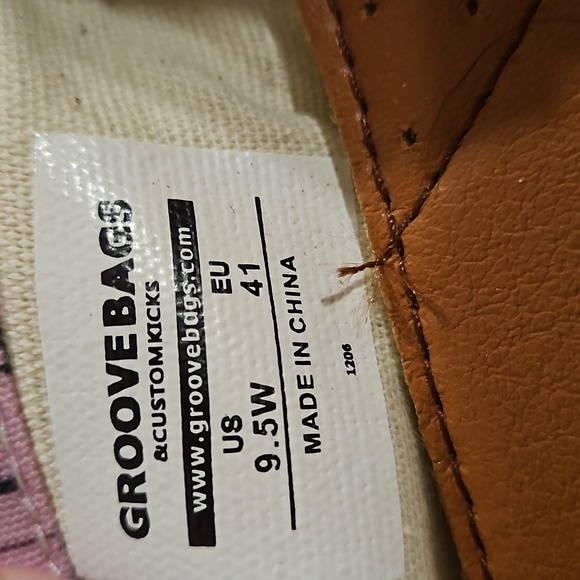 GROOVEBAGS
&CUSTOMKICKS
www.groovebags.com
US EU
9.5W 41
MADE IN CHINA
1206